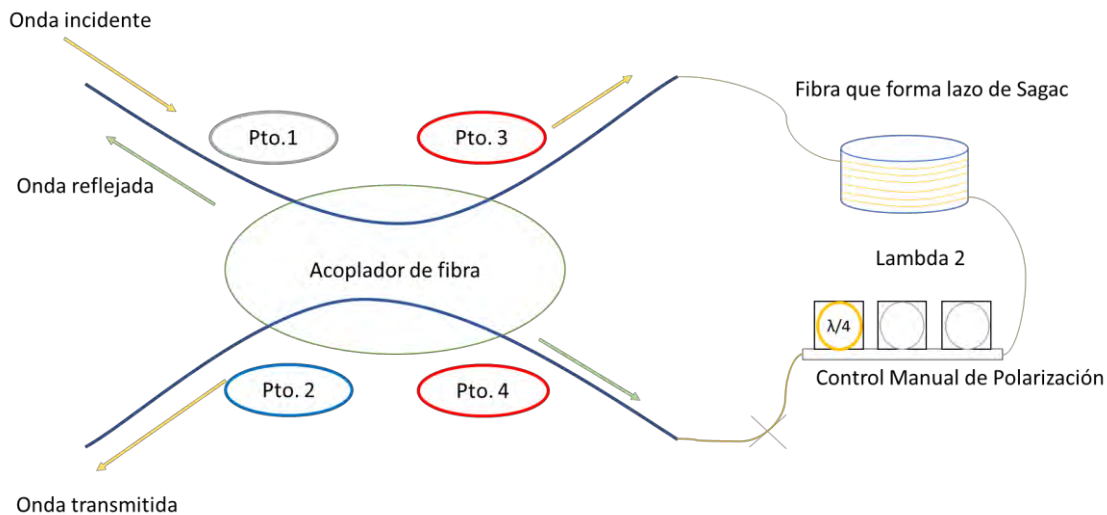 Onda incidente
Pto.1
Pto. 3
Fibra que forma lazo de Sagac
Onda reflejada
Acoplador de fibra
Lambda 2
λ/4
Control Manual de Polarización
Pto. 2
Pto. 4
Onda transmitida